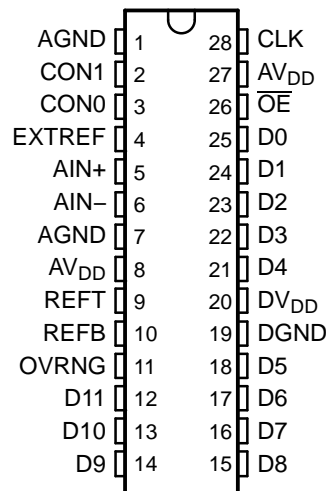 AGND 1 28 CLK
CON1 2 27 AVDD
CON0 3 26 OE
EXTREF 4 25 D0
AIN+ 5 24 D1
AIN− 6 23 D2
AGND 7 22 D3
AVDD 8 21 D4
REFT 9 20 DVDD
REFB 10 19 DGND
OVRNG 11 18 D5
D11 12 17 D6
D10 13 16 D7
D9 14 15 D8